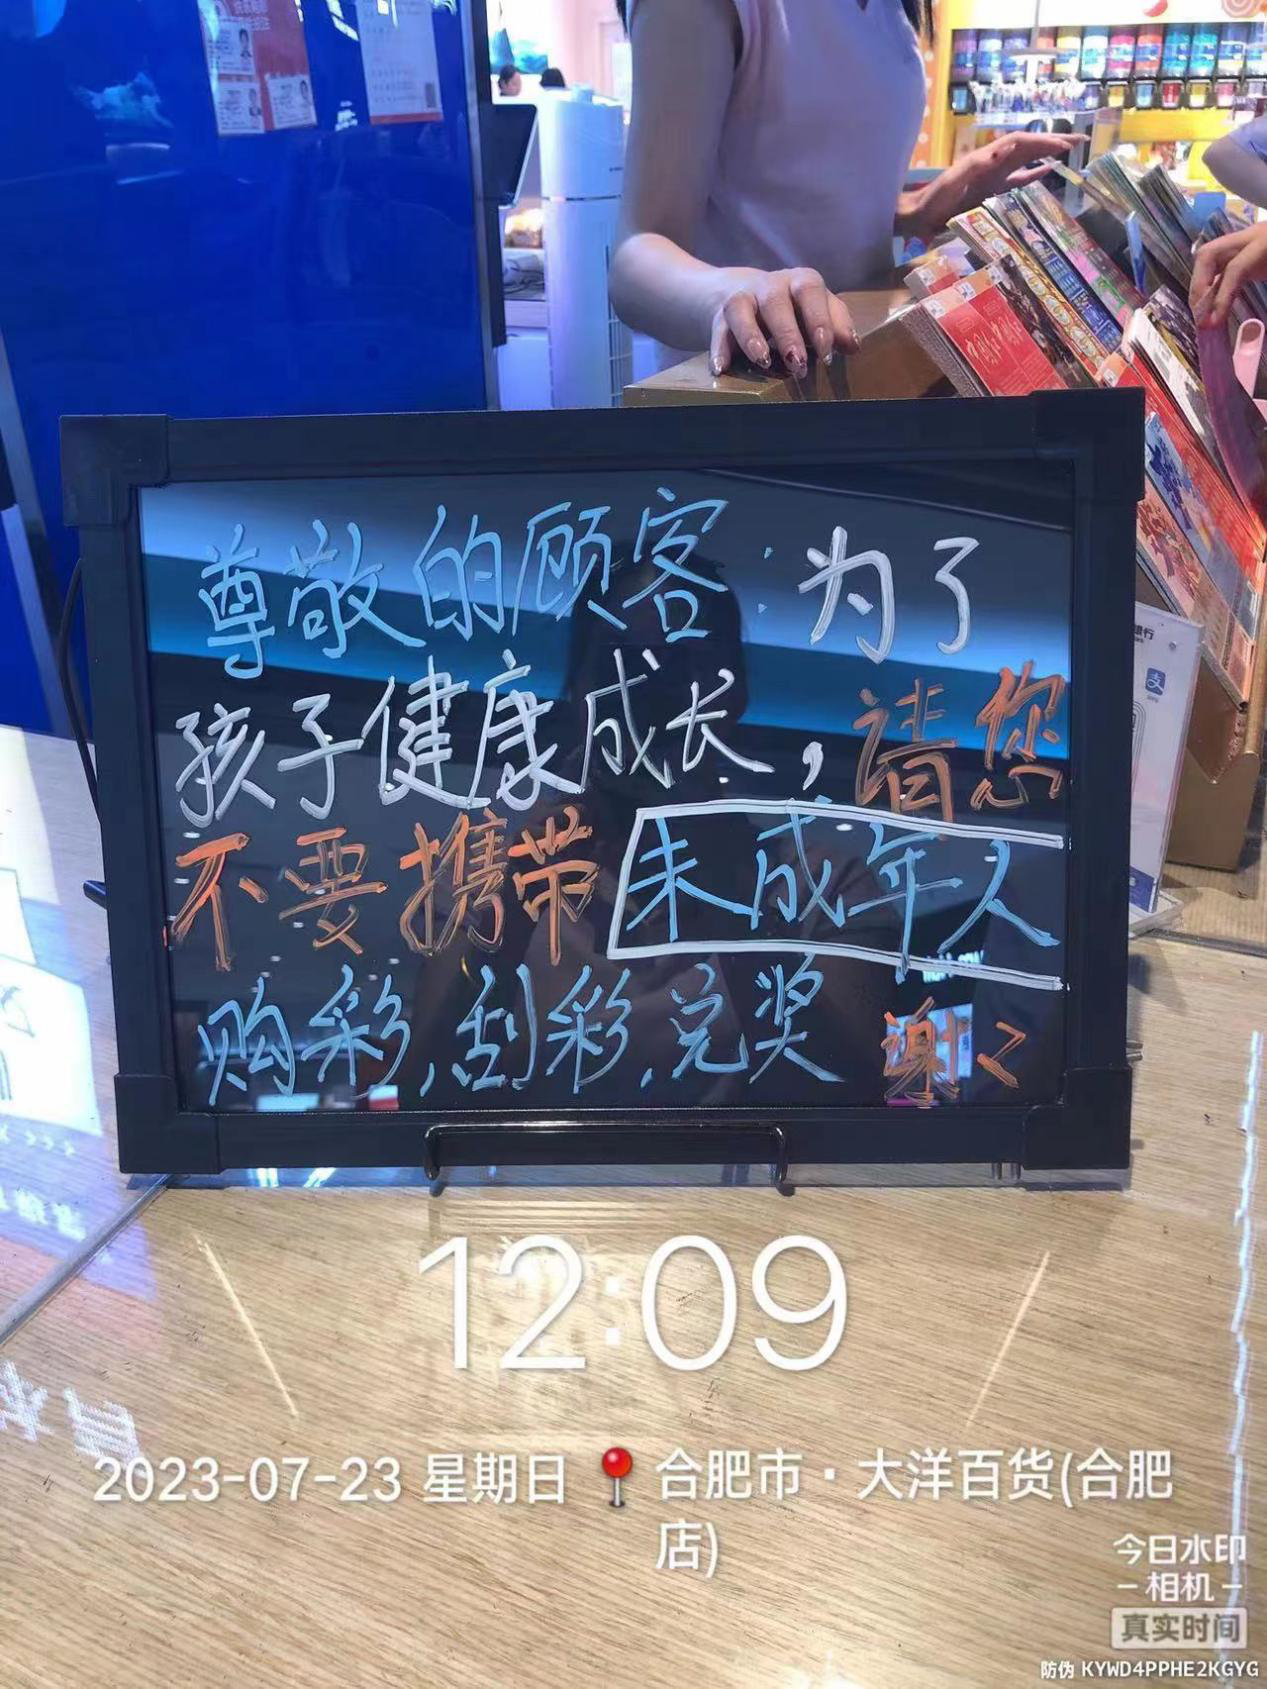 尊敬的顾客：为了
孩子健康成长，请您
不要携带未成年人
购彩,刮彩,兑奖 谢々
12:09
2023-07-23 星期日 📍 合肥市·大洋百货(合肥
店)
今日水印
-相机-
真实时间
防伪 KYWD4PPHE2KGYG